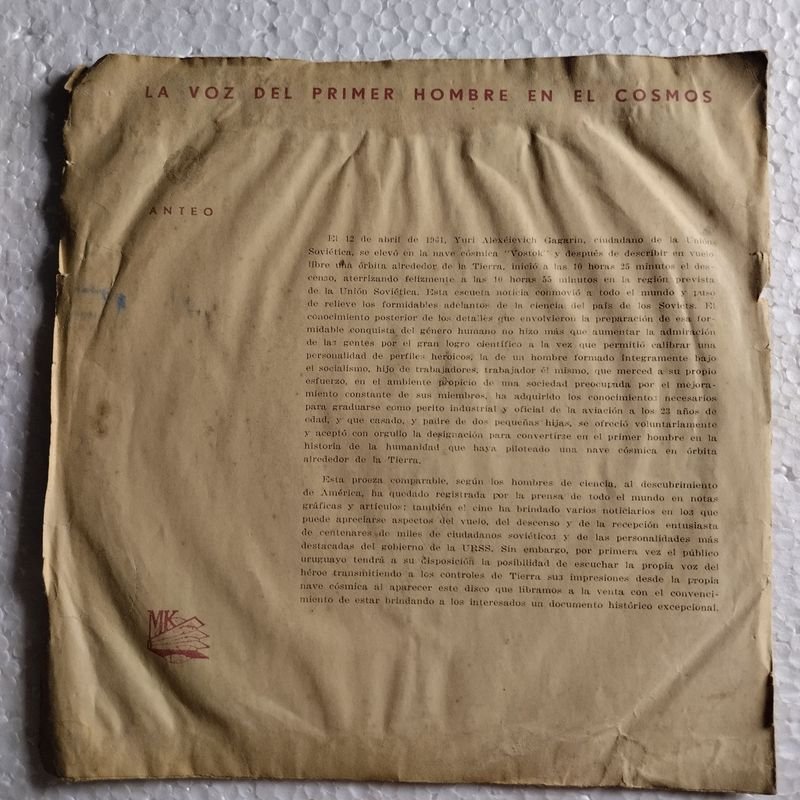 LA VOZ DEL PRIMER HOMBRE EN EL COSMOS
ANTEO
El 12 de abril de 1961, Yuri Alexéievich Gagarin, ciudadano de la Unión
Soviética, se elevó en la nave cósmica "Vostok" y después de describir en vuelo
libre una órbita alrededor de la Tierra, inició a las 10 horas 25 minutos el des-
censo, aterrizando felizmente a las 10 horas 55 minutos en la región prevista
de la Unión Soviética. Esta escueta noticia conmovió a todo el mundo y puso
de relieve los formidables adelantos de la ciencia del país de los Soviets. El
conocimiento posterior de los detalles que envolvieron la preparación de esa for-
midable conquista del género humano no hizo más que aumentar la admiración
de las gentes por el gran logro científico a la vez que permitió calibrar una
personalidad de perfiles heroicos, la de un hombre formado íntegramente bajo
el socialismo, hijo de trabajadores, trabajador él mismo, que merced a su propio
esfuerzo, en el ambiente propicio de una sociedad preocupada por el mejora-
miento constante de sus miembros, ha adquirido los conocimientos necesarios
para graduarse como perito industrial y oficial de la aviación a los 23 años de
edad, y que casado, y padre de dos pequeñas hijas, se ofreció voluntariamente
y aceptó con orgullo la designación para convertirse en el primer hombre en la
historia de la humanidad que haya piloteado una nave cósmica en órbita
alrededor de la Tierra.
Esta proeza comparable, según los hombres de ciencia, al descubrimiento
de América, ha quedado registrada por la prensa de todo el mundo en notas
gráficas y artículos; también el cine ha brindado varios noticiarios en los que
puede apreciarse aspectos del vuelo, del descenso y de la recepción entusiasta
de centenares de miles de ciudadanos soviéticos y de las personalidades más
destacadas del gobierno de la URSS. Sin embargo, por primera vez el público
uruguayo tendrá a su disposición la posibilidad de escuchar la propia voz del
héroe transmitiendo a los controles de Tierra sus impresiones desde la propia
nave cósmica al aparecer este disco que libramos a la venta con el convenci-
miento de estar brindando a los interesados un documento histórico excepcional.
MK